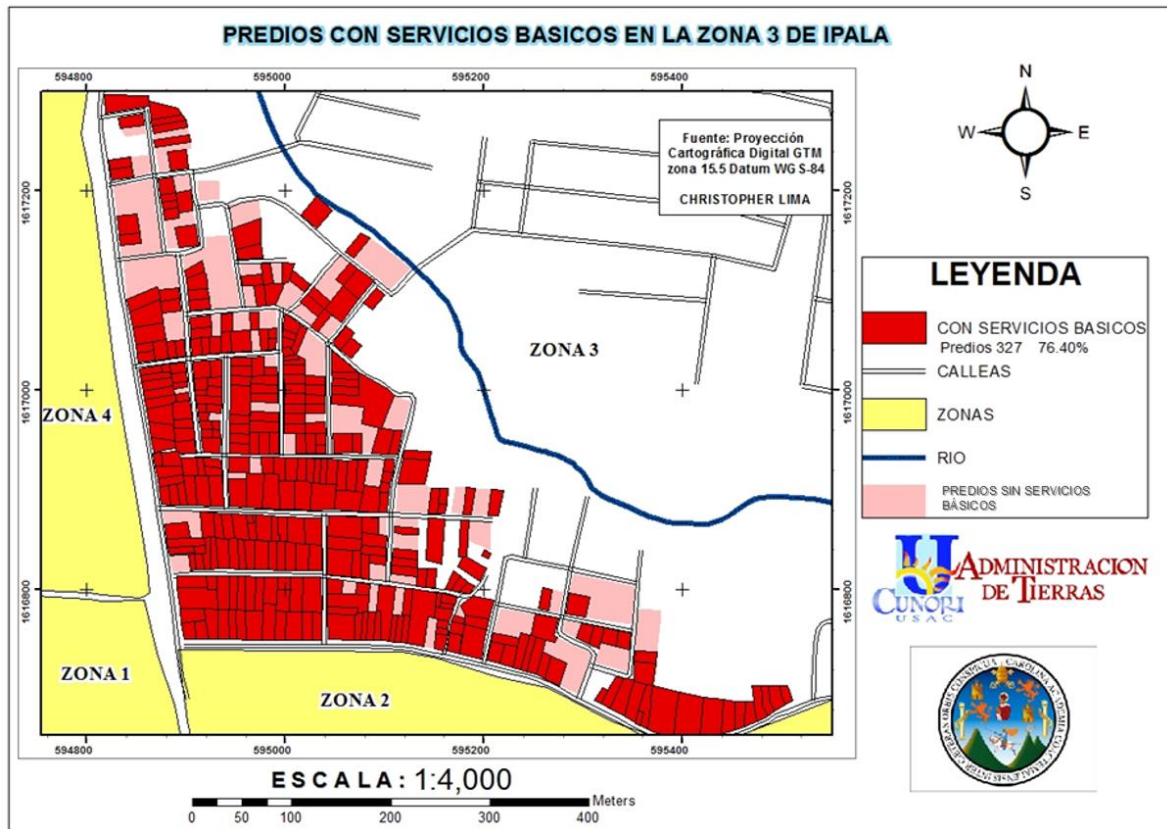 PREDIOS CON SERVICIOS BASICOS EN LA ZONA 3 DE IPALA
594800 595000 595200 595400
N
W E
S
Fuente: Proyección
Cartográfica Digital GTM
zona 15.5 Datum WGS-84
CHRISTOPHER LIMA
1617200 1617200
LEYENDA
CON SERVICIOS BASICOS
Predios 327 76.40%
CALLEAS
ZONAS
RIO
PREDIOS SIN SERVICIOS
BÀSICOS
ZONA 3
1617000 1617000
ZONA 4
1616800 1616800
ZONA 1
ZONA 2
594800 595000 595200 595400
U
CUNORI
USAC
ADMINISTRACION
DE TIERRAS
ESCALA: 1:4,000
Meters
0 50 100 200 300 400